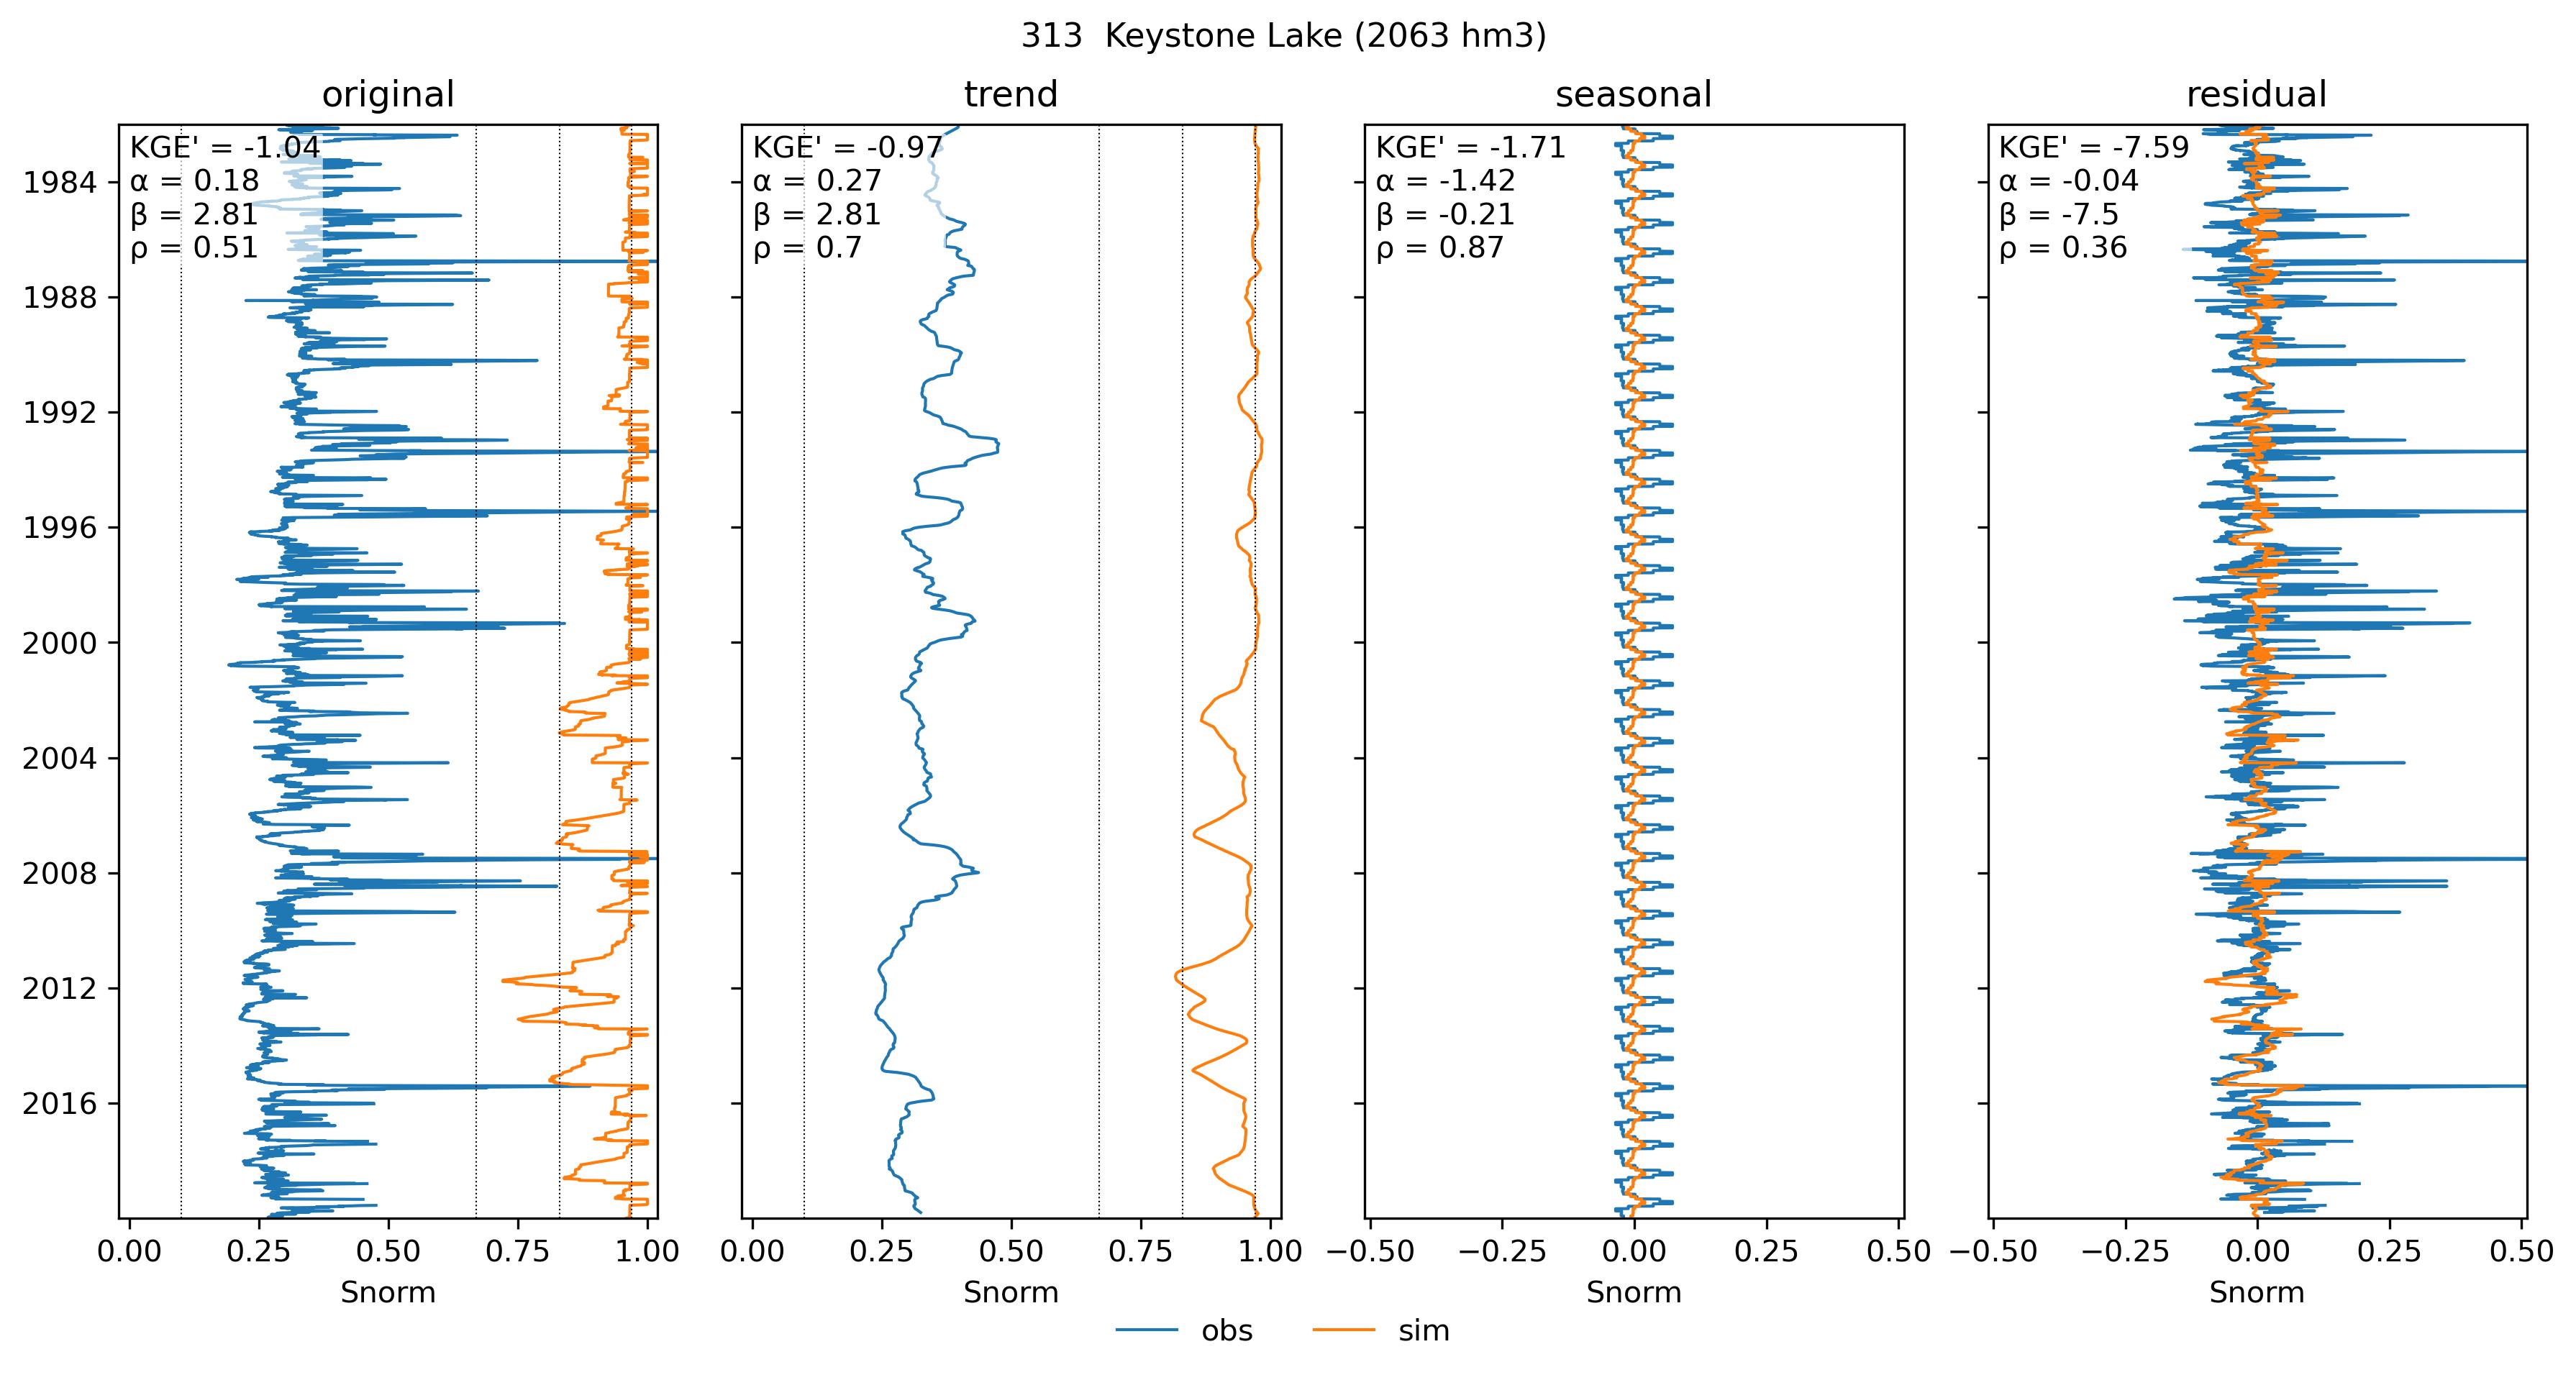 313  Keystone Lake (2063 hm3)
original
trend
seasonal
residual
KGE' = -1.04
α = 0.18
β = 2.81
ρ = 0.51
KGE' = -0.97
α = 0.27
β = 2.81
ρ = 0.7
KGE' = -1.71
α = -1.42
β = -0.21
ρ = 0.87
KGE' = -7.59
α = -0.04
β = -7.5
ρ = 0.36
1984
1988
1992
1996
2000
2004
2008
2012
2016
0.00 0.25 0.50 0.75 1.00
0.00 0.25 0.50 0.75 1.00
−0.50 −0.25 0.00 0.25 0.50
−0.50 −0.25 0.00 0.25 0.50
Snorm
Snorm
Snorm
Snorm
obs sim